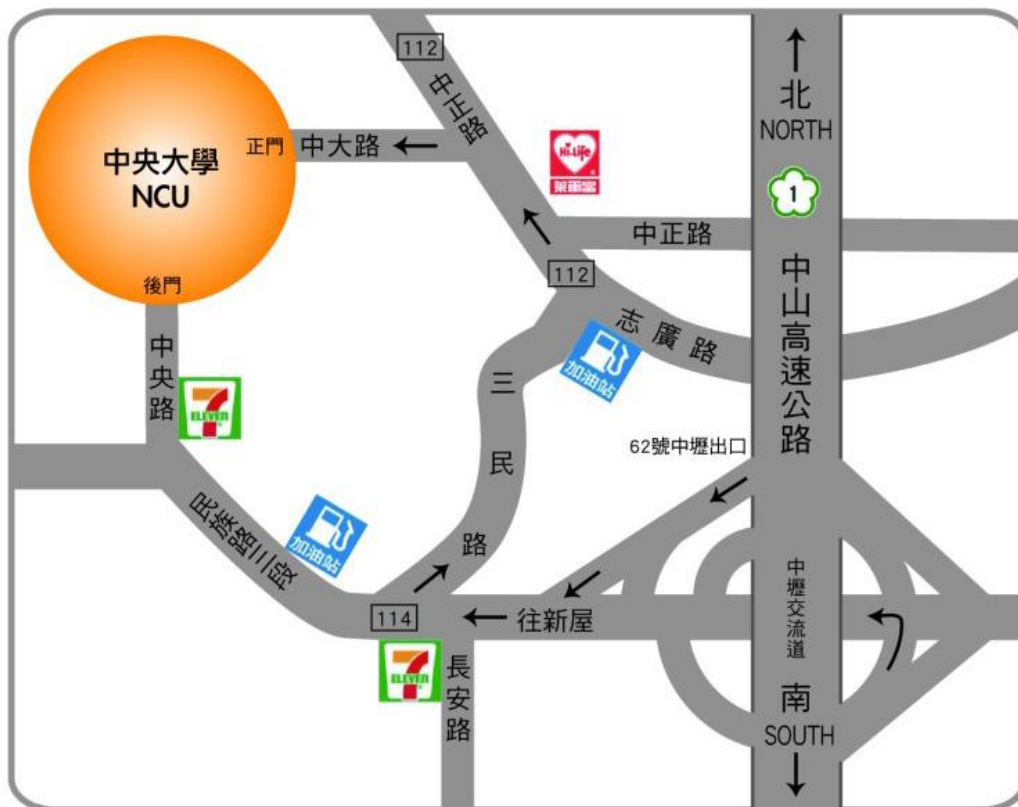 112
中正路
北
NORTH
1
正門
中大路
Hi-Life
萊爾富
中央大學
NCU
中正路
112
後門
志廣路
中山高速公路
加油站
中央路
7
ELEVEN
三民路
62號中壢出口
民族路三段
加油站
114
往新屋
中壢交流道
7
ELEVEN
長安路
南
SOUTH